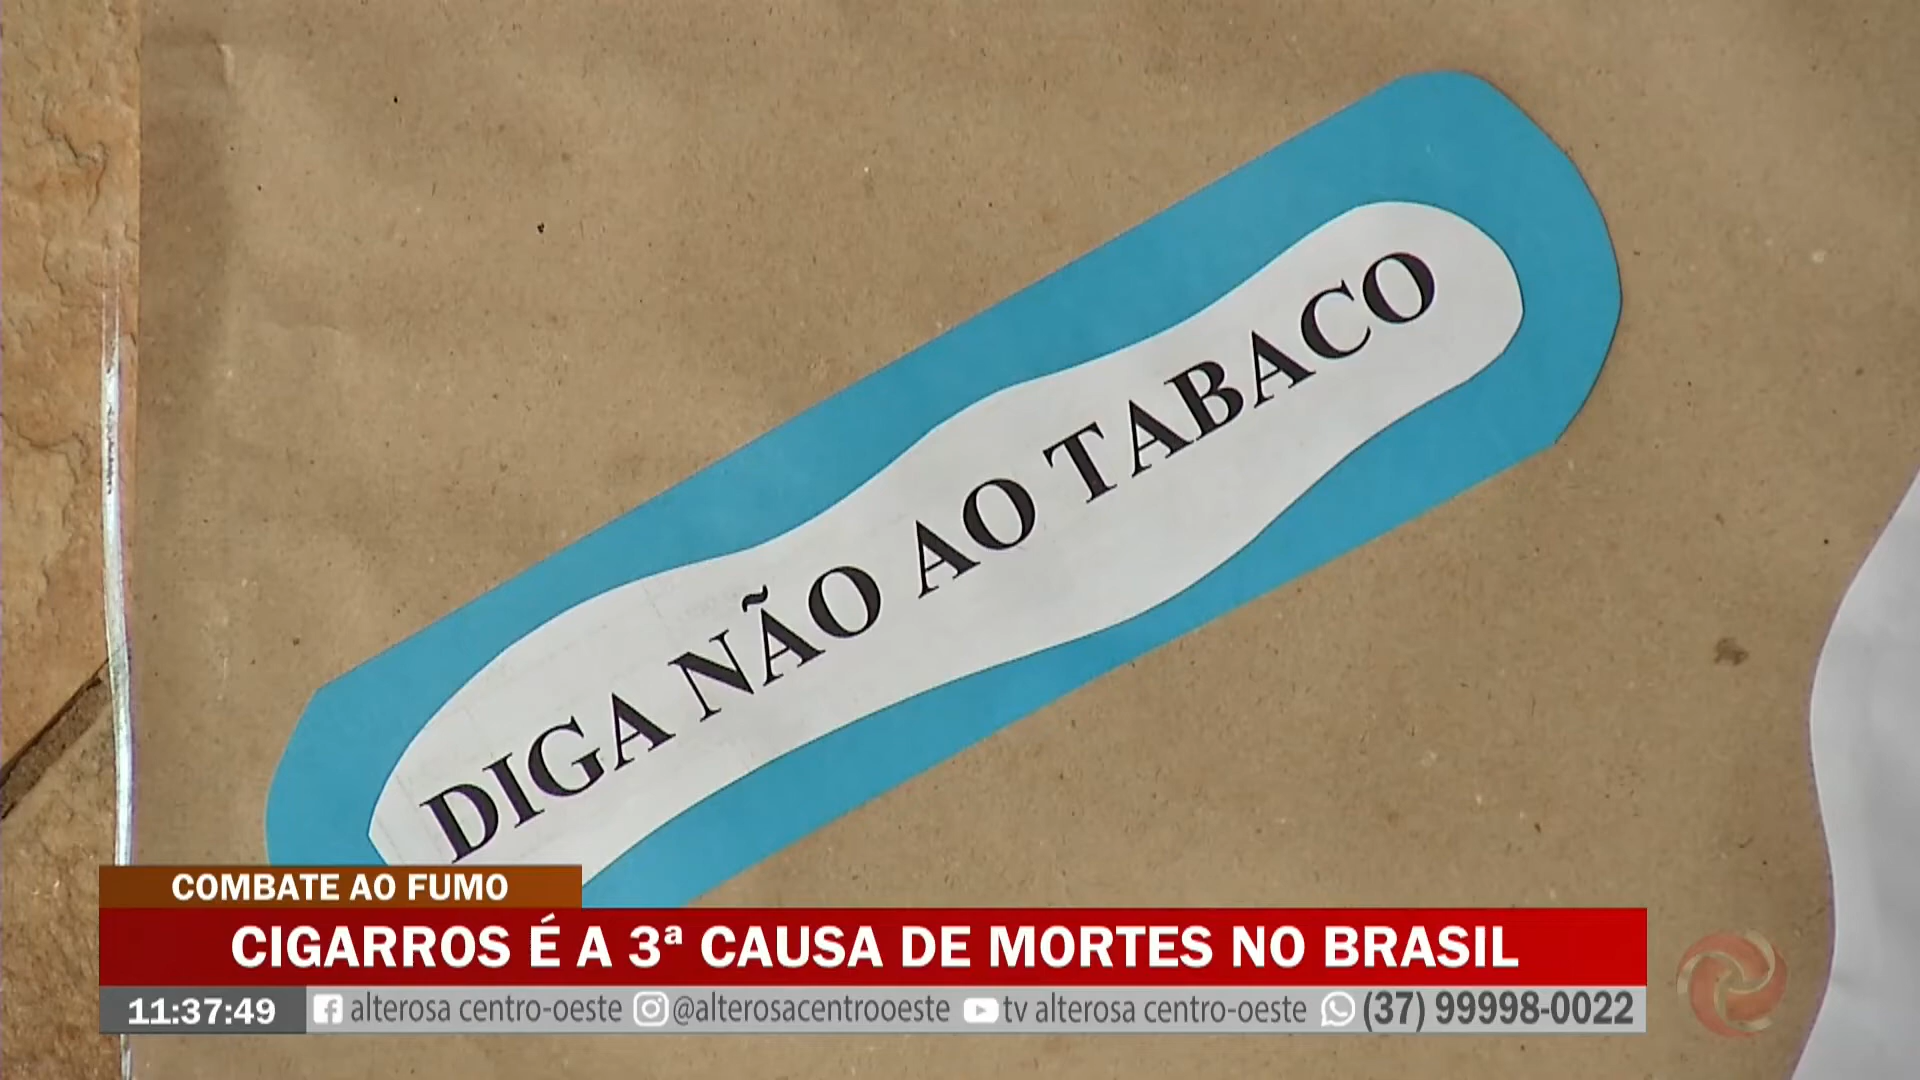 DIGA NÃO AO TABACO
COMBATE AO FUMO
CIGARROS É A 3ª CAUSA DE MORTES NO BRASIL
11:37:49 alterosa centro-oeste @alterosacentrooeste tv alterosa centro-oeste (37) 99998-0022